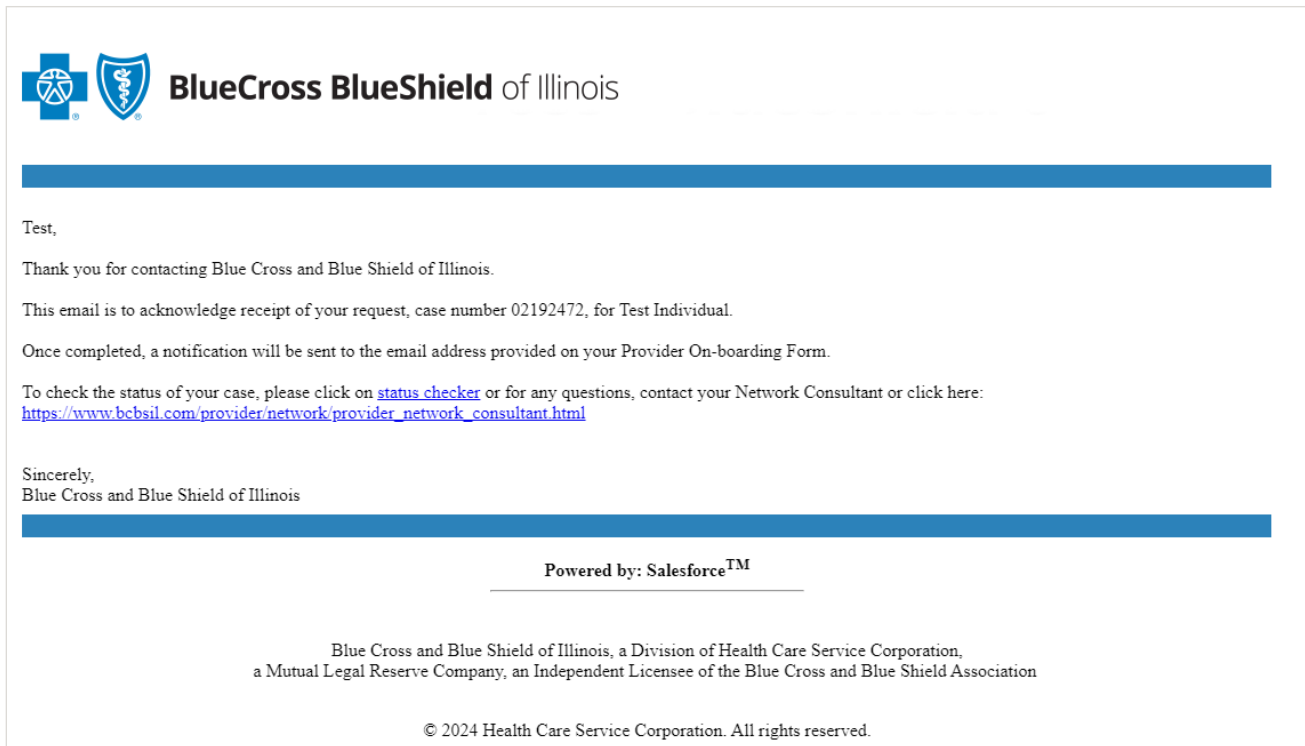 BlueCross BlueShield of Illinois
Test,
Thank you for contacting Blue Cross and Blue Shield of Illinois.
This email is to acknowledge receipt of your request, case number 02192472, for Test Individual.
Once completed, a notification will be sent to the email address provided on your Provider On-boarding Form.
To check the status of your case, please click on status checker or for any questions, contact your Network Consultant or click here:
https://www.bcbsil.com/provider/network/provider_network_consultant.html
Sincerely,
Blue Cross and Blue Shield of Illinois
Powered by: Salesforce™
Blue Cross and Blue Shield of Illinois, a Division of Health Care Service Corporation,
a Mutual Legal Reserve Company, an Independent Licensee of the Blue Cross and Blue Shield Association
© 2024 Health Care Service Corporation. All rights reserved.